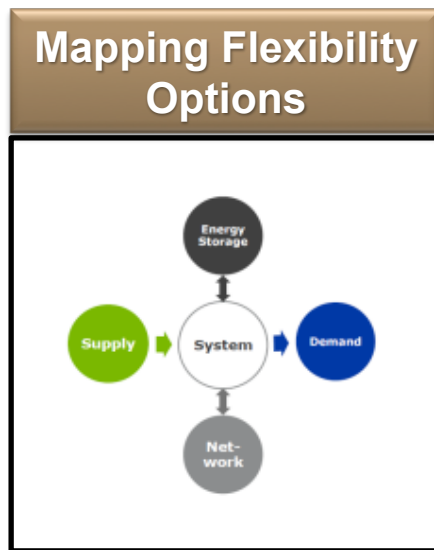 Mapping Flexibility
Options
Energy
Storage
Supply
System
Demand
Net-
work